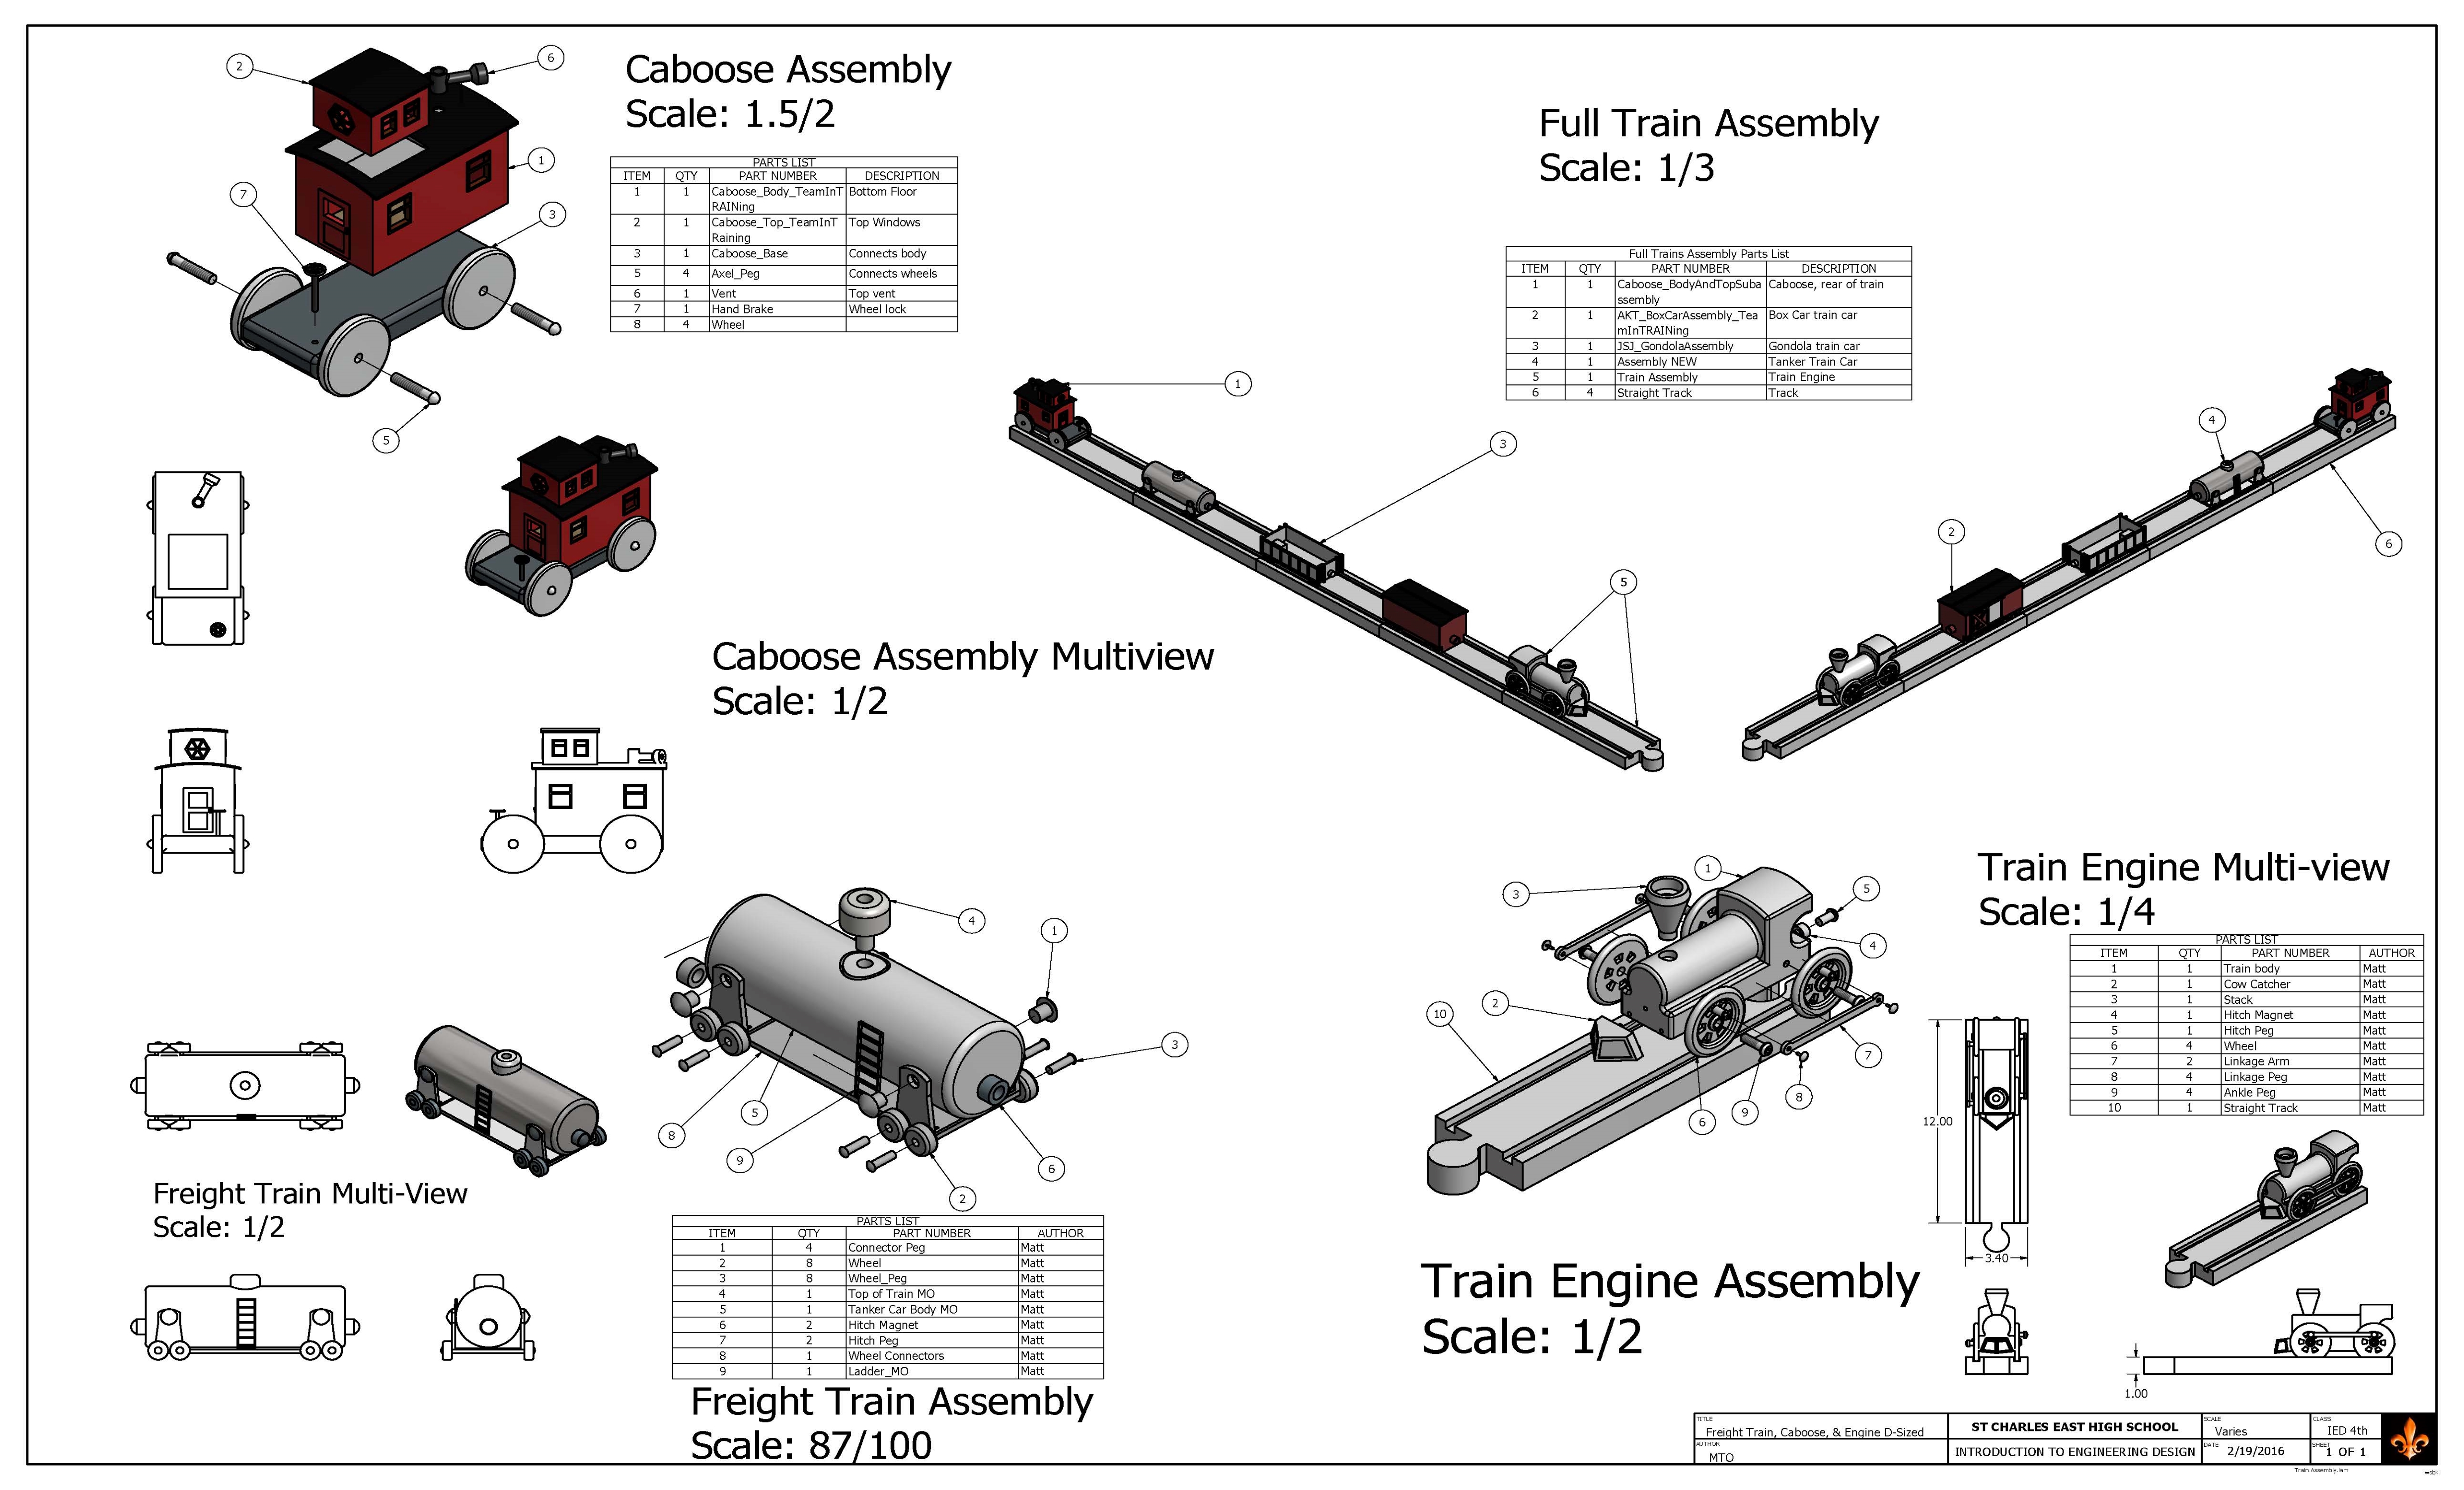 Caboose Assembly
Scale: 1.5/2
2
6
1
7
3
5
PARTS LIST
ITEM QTY PART NUMBER DESCRIPTION
1 1 Caboose_Body_TeamInT Bottom Floor
RAINing
2 1 Caboose_Top_TeamInT Top Windows
Raining
3 1 Caboose_Base Connects body
5 4 Axel_Peg Connects wheels
6 1 Vent Top vent
7 1 Hand Brake Wheel lock
8 4 Wheel
Full Train Assembly
Scale: 1/3
Full Trains Assembly Parts List
ITEM QTY PART NUMBER DESCRIPTION
1 1 Caboose_BodyAndTopSuba Caboose, rear of train
ssembly
2 1 AKT_BoxCarAssembly_Tea Box Car train car
mInTRAINing
3 1 JSJ_GondolaAssembly Gondola train car
4 1 Assembly NEW Tanker Train Car
5 1 Train Assembly Train Engine
6 4 Straight Track Track
1
3
5
4
2
6
Caboose Assembly Multiview
Scale: 1/2
4
1
3
5
8
9
6
2
Freight Train Multi-View
Scale: 1/2
PARTS LIST
ITEM QTY PART NUMBER AUTHOR
1 4 Connector Peg Matt
2 8 Wheel Matt
3 8 Wheel_Peg Matt
4 1 Top of Train MO Matt
5 1 Tanker Car Body MO Matt
6 2 Hitch Magnet Matt
7 2 Hitch Peg Matt
8 1 Wheel Connectors Matt
9 1 Ladder_MO Matt
Freight Train Assembly
Scale: 87/100
1
3
5
4
2
10
7
8
9
6
Train Engine Assembly
Scale: 1/2
Train Engine Multi-view
Scale: 1/4
PARTS LIST
ITEM QTY PART NUMBER AUTHOR
1 1 Train body Matt
2 1 Cow Catcher Matt
3 1 Stack Matt
4 1 Hitch Magnet Matt
5 1 Hitch Peg Matt
6 4 Wheel Matt
7 2 Linkage Arm Matt
8 4 Linkage Peg Matt
9 4 Ankle Peg Matt
10 1 Straight Track Matt
12.00
3.40
1.00
TITLE
Freight Train, Caboose, & Engine D-Sized
AUTHOR
MTO
ST CHARLES EAST HIGH SCHOOL
INTRODUCTION TO ENGINEERING DESIGN
SCALE
Varies
CLASS
IED 4th
DATE 2/19/2016
SHEET 1 OF 1
Train Assembly.iam
wsbk